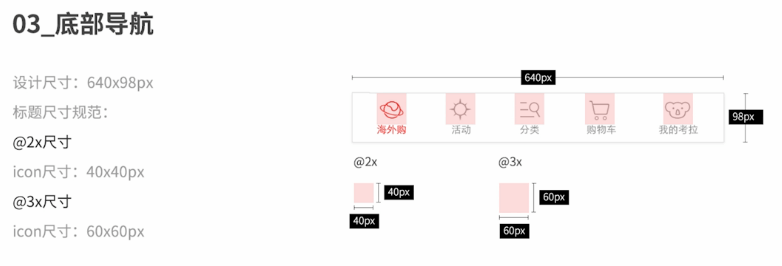 03_底部导航
设计尺寸：640x98px
标题尺寸规范：
@2x尺寸
icon尺寸：40x40px
@3x尺寸
icon尺寸：60x60px
640px
海外购 活动 分类 购物车 我的考拉
98px
@2x @3x
40px
40px
60px
60px